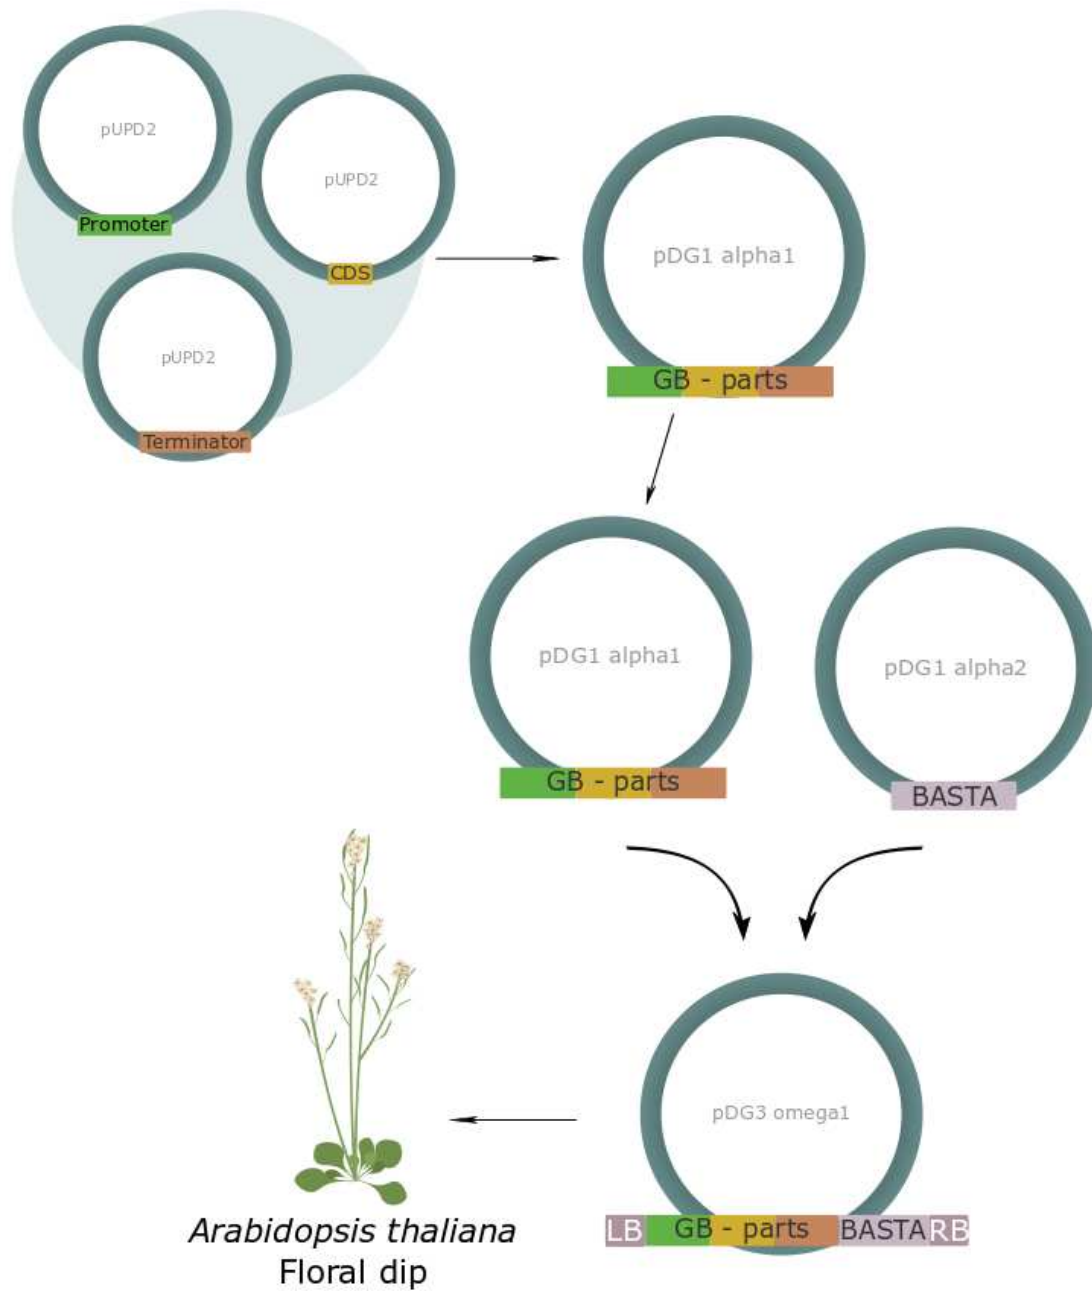 pUPD2
Promoter
pUPD2
CDS
pUPD2
Terminator
pDG1 alpha1
GB - parts
pDG1 alpha1
GB - parts
pDG1 alpha2
BASTA
pDG3 omega1
LB GB - parts BASTA RB
Arabidopsis thaliana
Floral dip